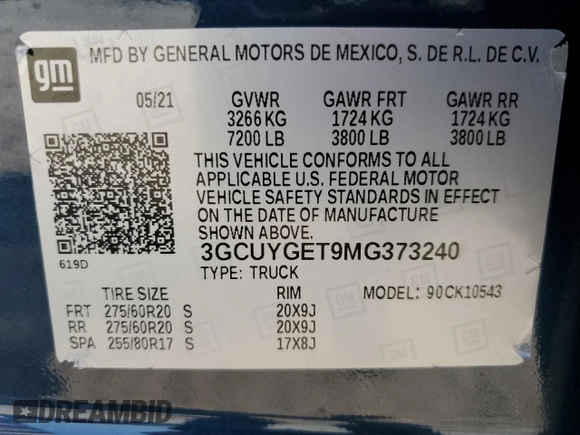 gm MFD BY GENERAL MOTORS DE MEXICO, S. DE R.L. DE C.V.
05/21 GVWR GAWR FRT GAWR RR
3266 KG 1724 KG 1724 KG
7200 LB 3800 LB 3800 LB
THIS VEHICLE CONFORMS TO ALL
APPLICABLE U.S. FEDERAL MOTOR
VEHICLE SAFETY STANDARDS IN EFFECT
ON THE DATE OF MANUFACTURE
619D 3GCUYGET9MG373240
TYPE: TRUCK
TIRE SIZE RIM MODEL: 90CK10543
FRT 275/60R20 S 20X9J
RR 275/60R20 S 20X9J
SPA 255/80R17 S 17X8J
DREAMBID